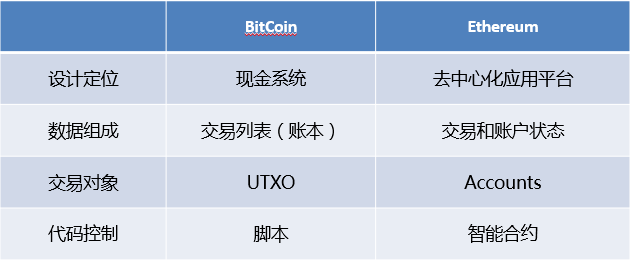 BitCoin Ethereum
设计定位 现金系统 去中心化应用平台
数据组成 交易列表（账本） 交易和账户状态
交易对象 UTXO Accounts
代码控制 脚本 智能合约